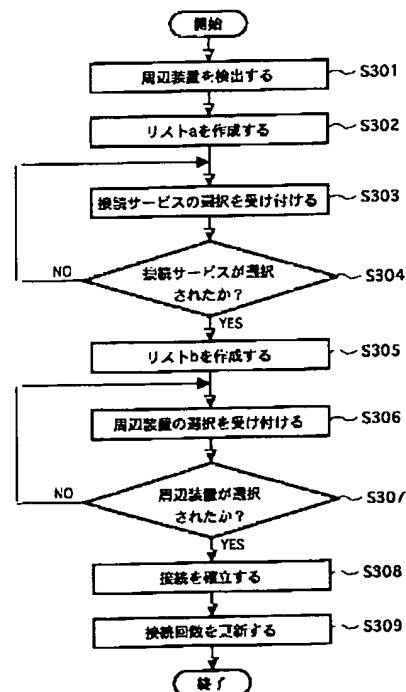 開始
周辺装置を検出する
S301
リストaを作成する
S302
接続サービスの選択を受け付ける
S303
接続サービスが選択
されたか?
S304
NO
YES
リストbを作成する
S305
周辺装置の選択を受け付ける
S306
周辺装置が選択
されたか?
S307
NO
YES
接続を確立する
S308
接続回数を更新する
S309
終了